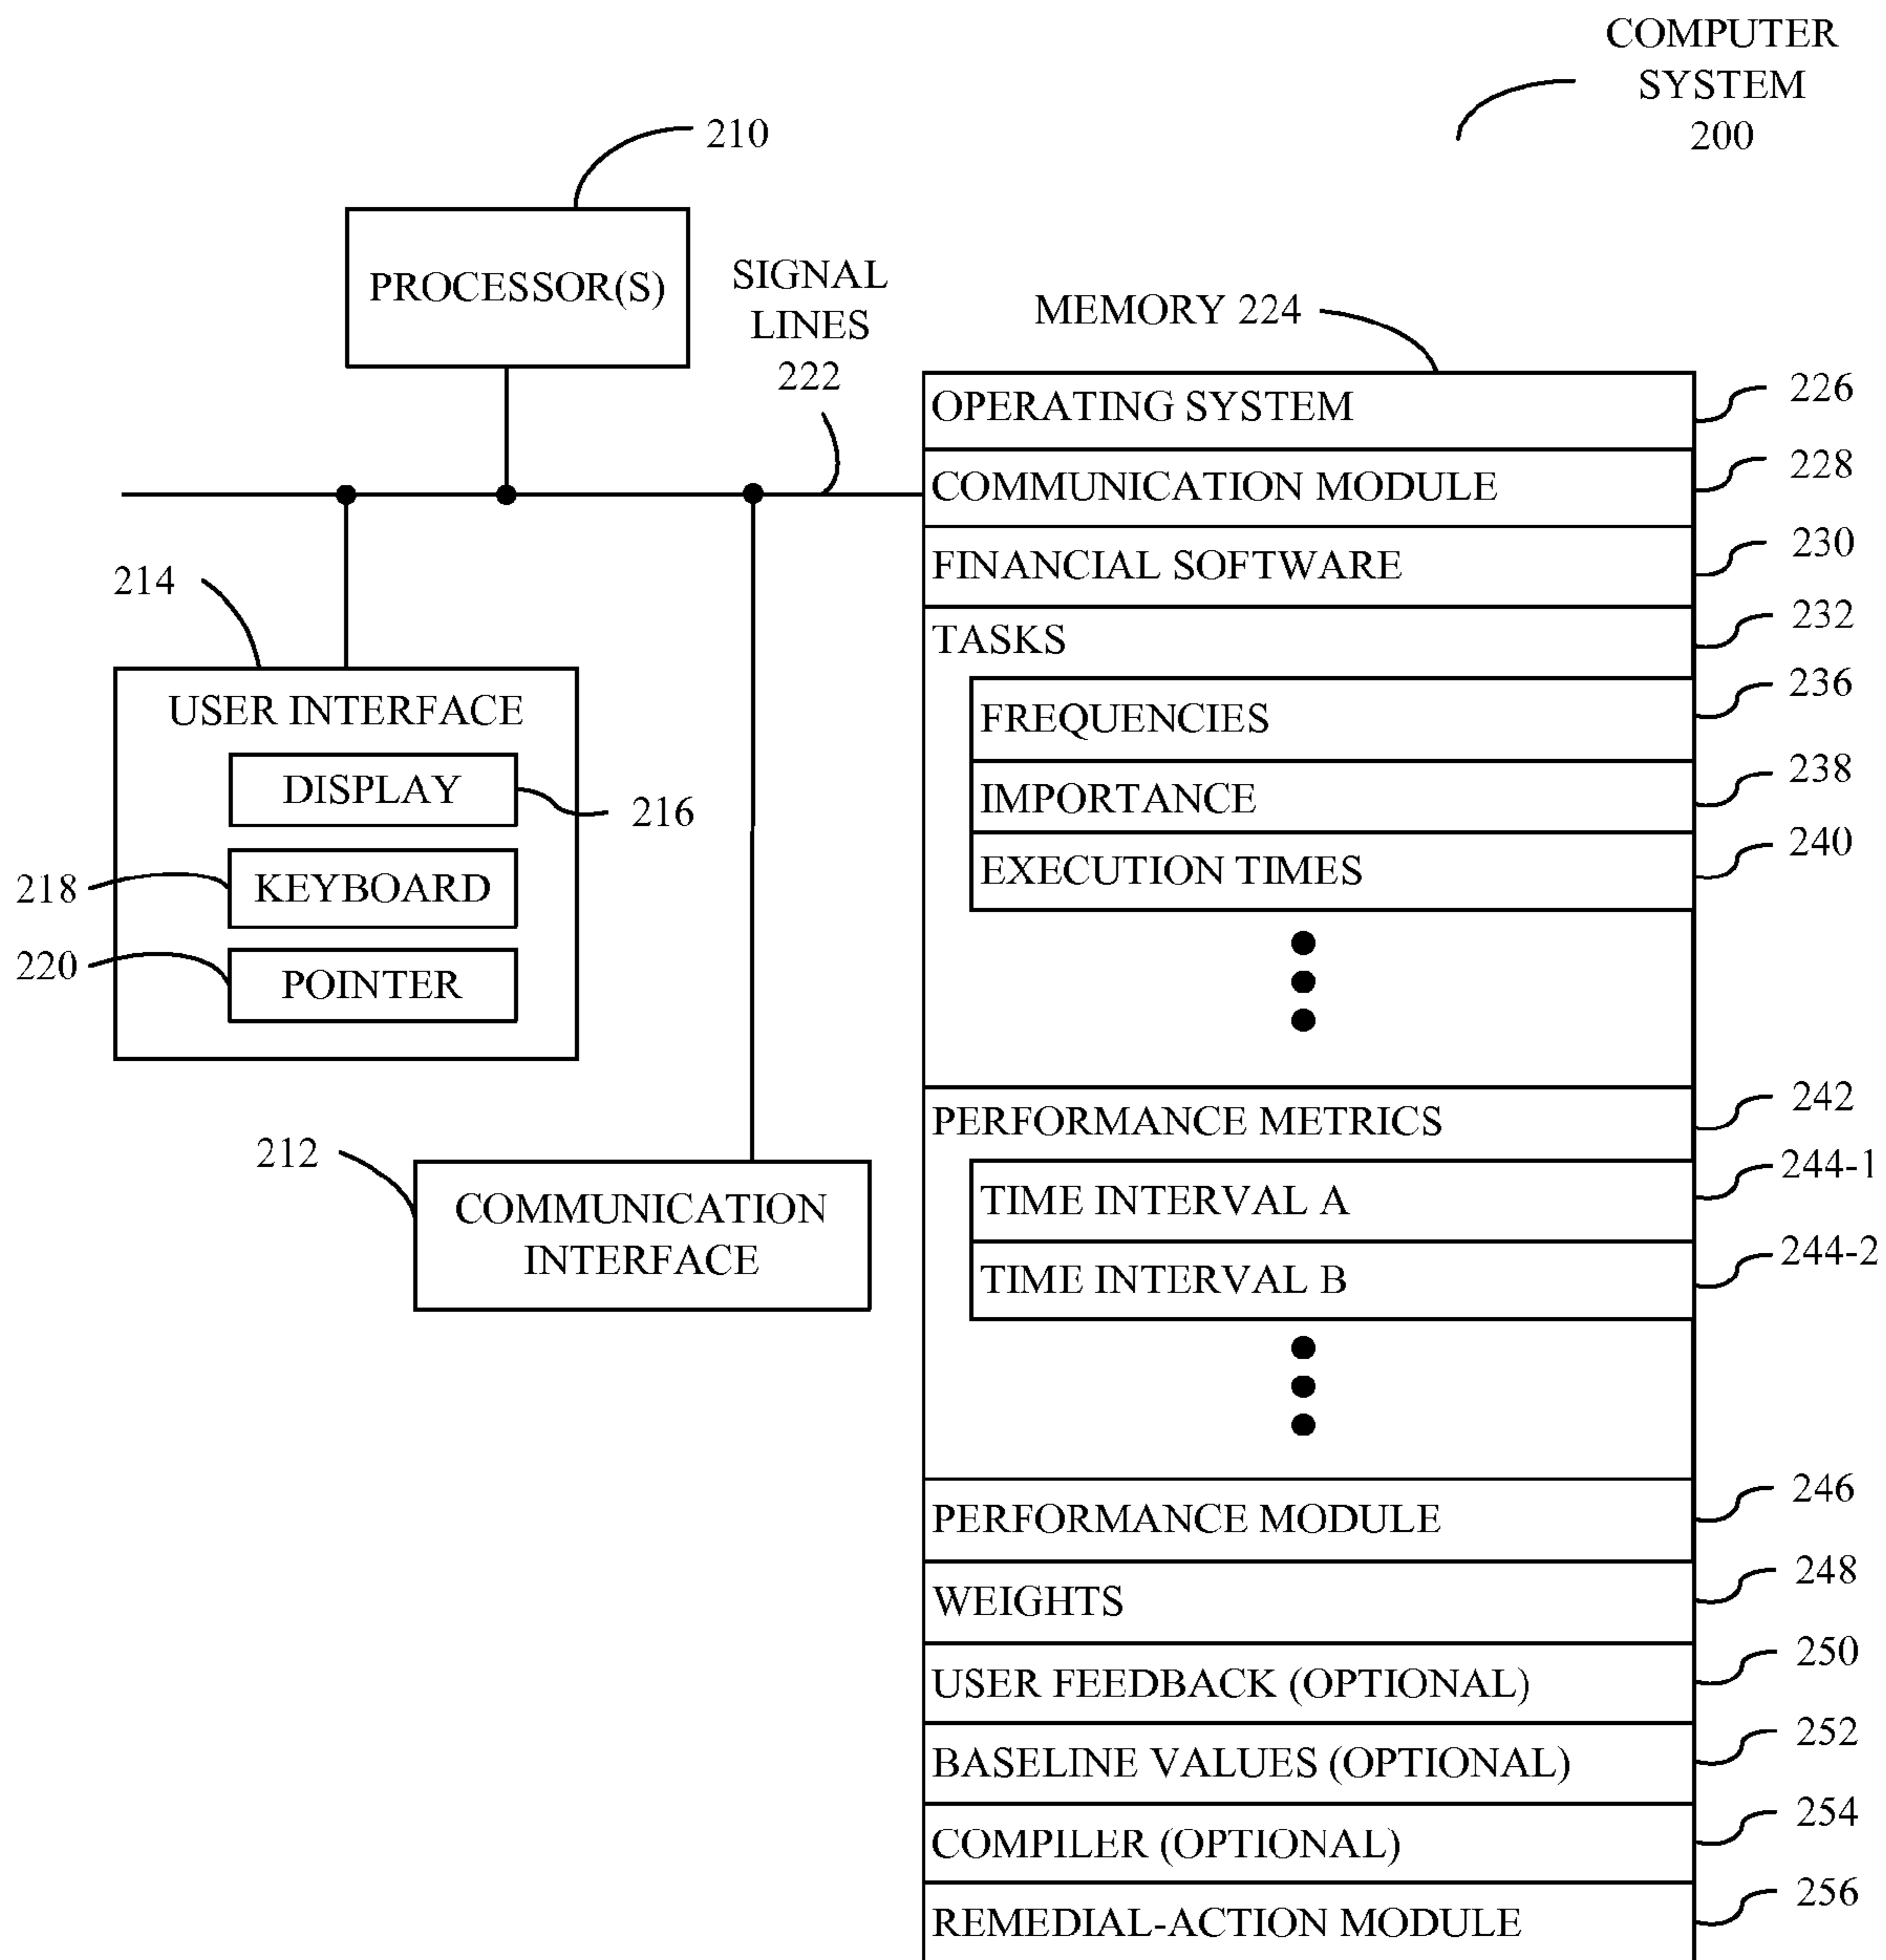 COMPUTER
SYSTEM
200
210
PROCESSOR(S)
SIGNAL
LINES
222
MEMORY 224
OPERATING SYSTEM
226
COMMUNICATION MODULE
228
FINANCIAL SOFTWARE
230
TASKS
232
FREQUENCIES
236
IMPORTANCE
238
EXECUTION TIMES
240
214
USER INTERFACE
DISPLAY
216
218
KEYBOARD
220
POINTER
212
COMMUNICATION
INTERFACE
PERFORMANCE METRICS
242
TIME INTERVAL A
244-1
TIME INTERVAL B
244-2
PERFORMANCE MODULE
246
WEIGHTS
248
USER FEEDBACK (OPTIONAL)
250
BASELINE VALUES (OPTIONAL)
252
COMPILER (OPTIONAL)
254
REMEDIAL-ACTION MODULE
256